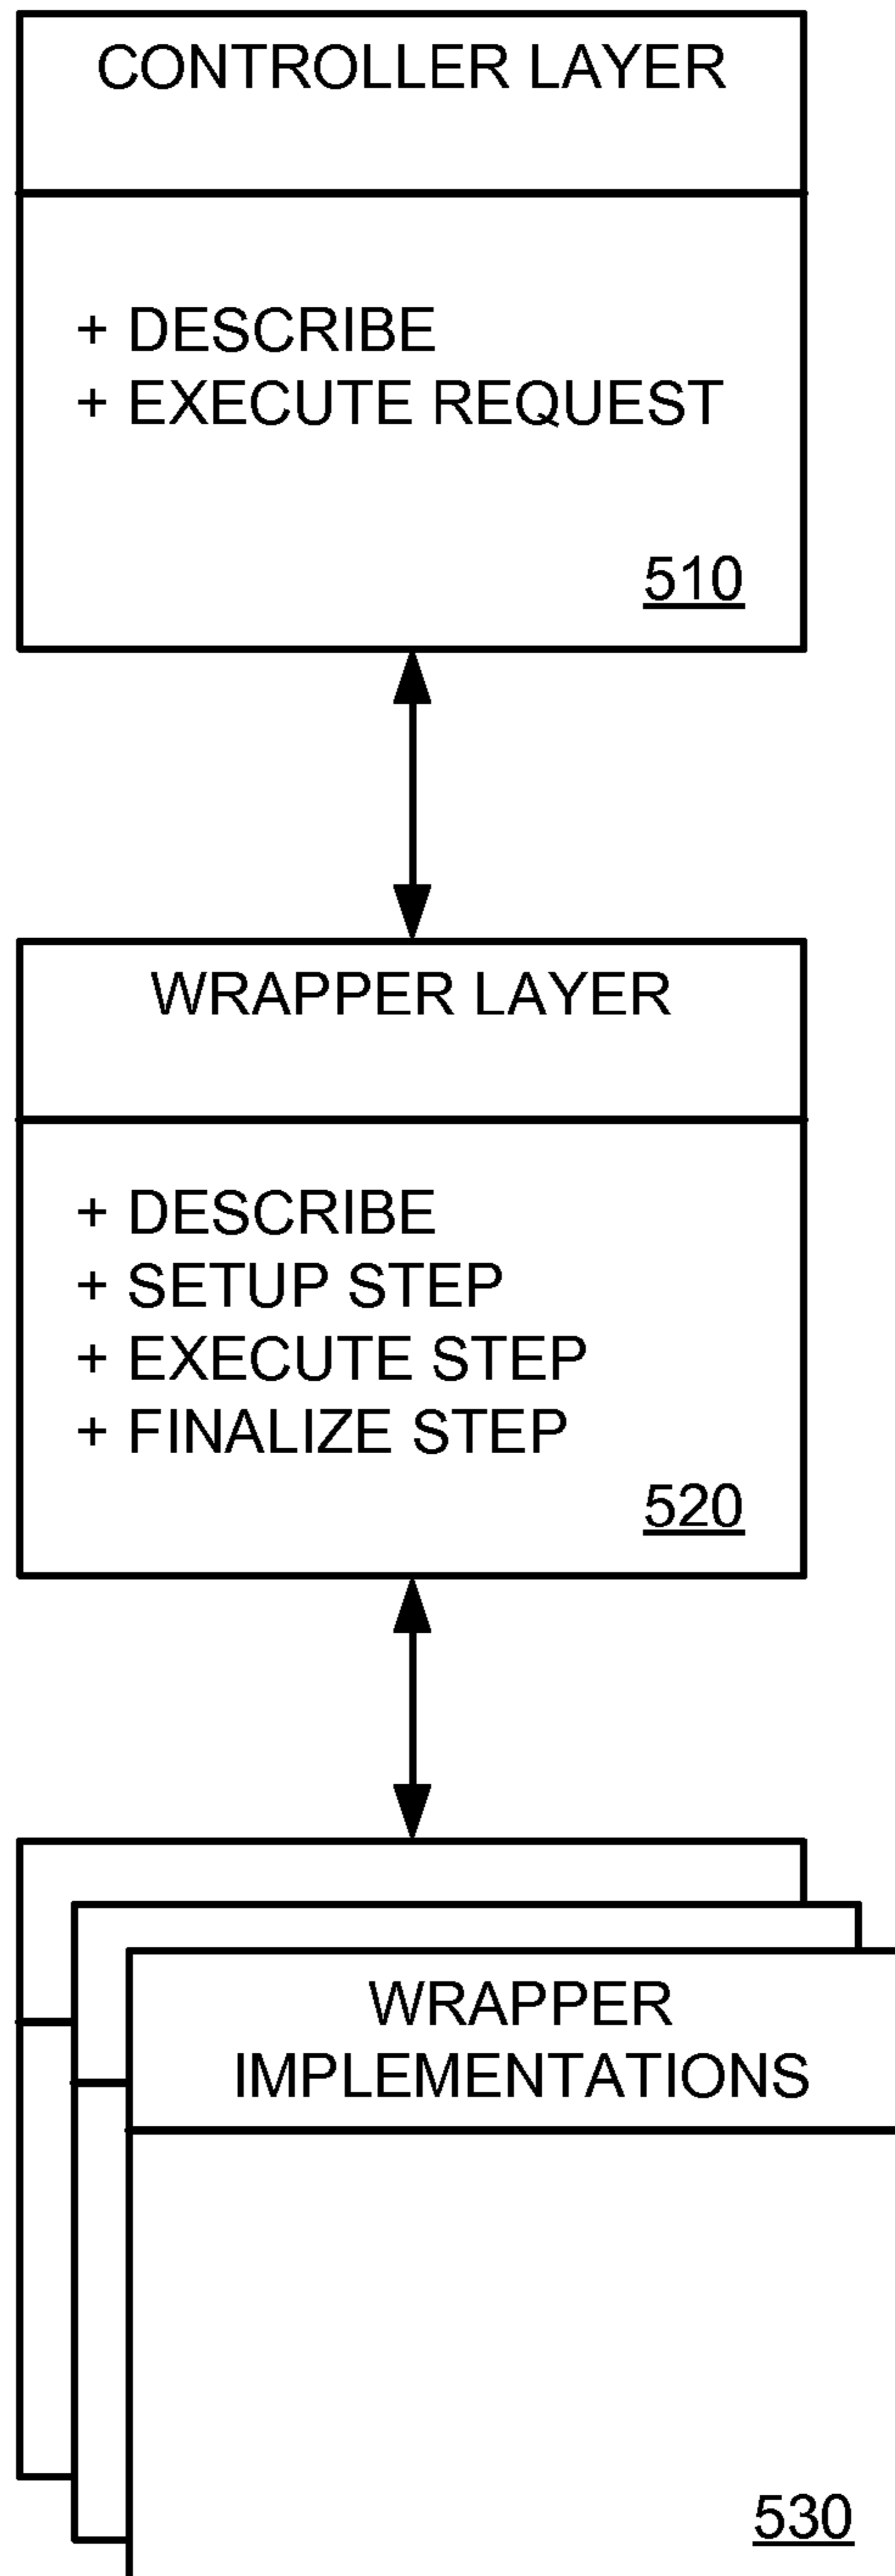 CONTROLLER LAYER
+ DESCRIBE
+ EXECUTE REQUEST
510
WRAPPER LAYER
+ DESCRIBE
+ SETUP STEP
+ EXECUTE STEP
+ FINALIZE STEP
520
WRAPPER
IMPLEMENTATIONS
530